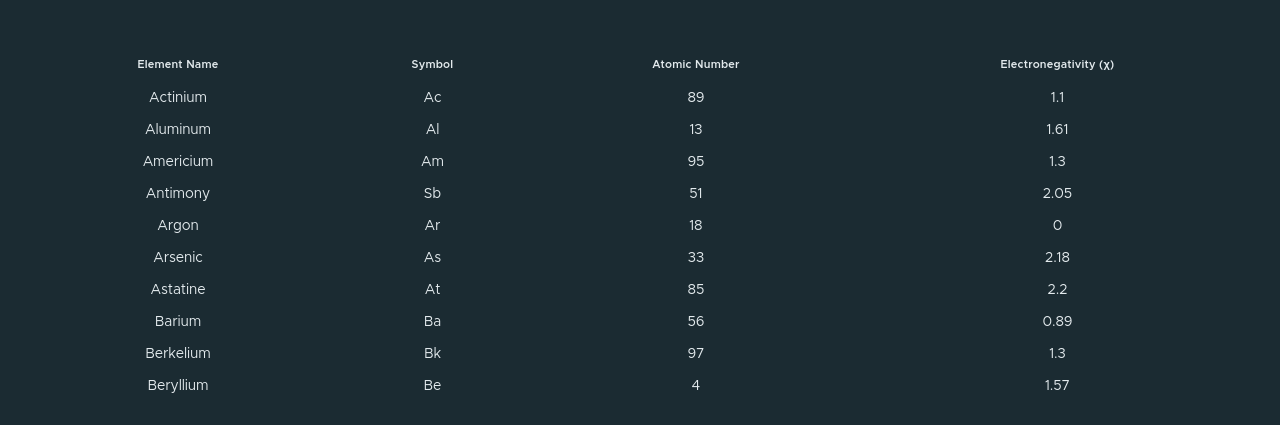 Element Name Symbol Atomic Number Electronegativity (χ)
Actinium Ac 89 1.1
Aluminum Al 13 1.61
Americium Am 95 1.3
Antimony Sb 51 2.05
Argon Ar 18 0
Arsenic As 33 2.18
Astatine At 85 2.2
Barium Ba 56 0.89
Berkelium Bk 97 1.3
Beryllium Be 4 1.57